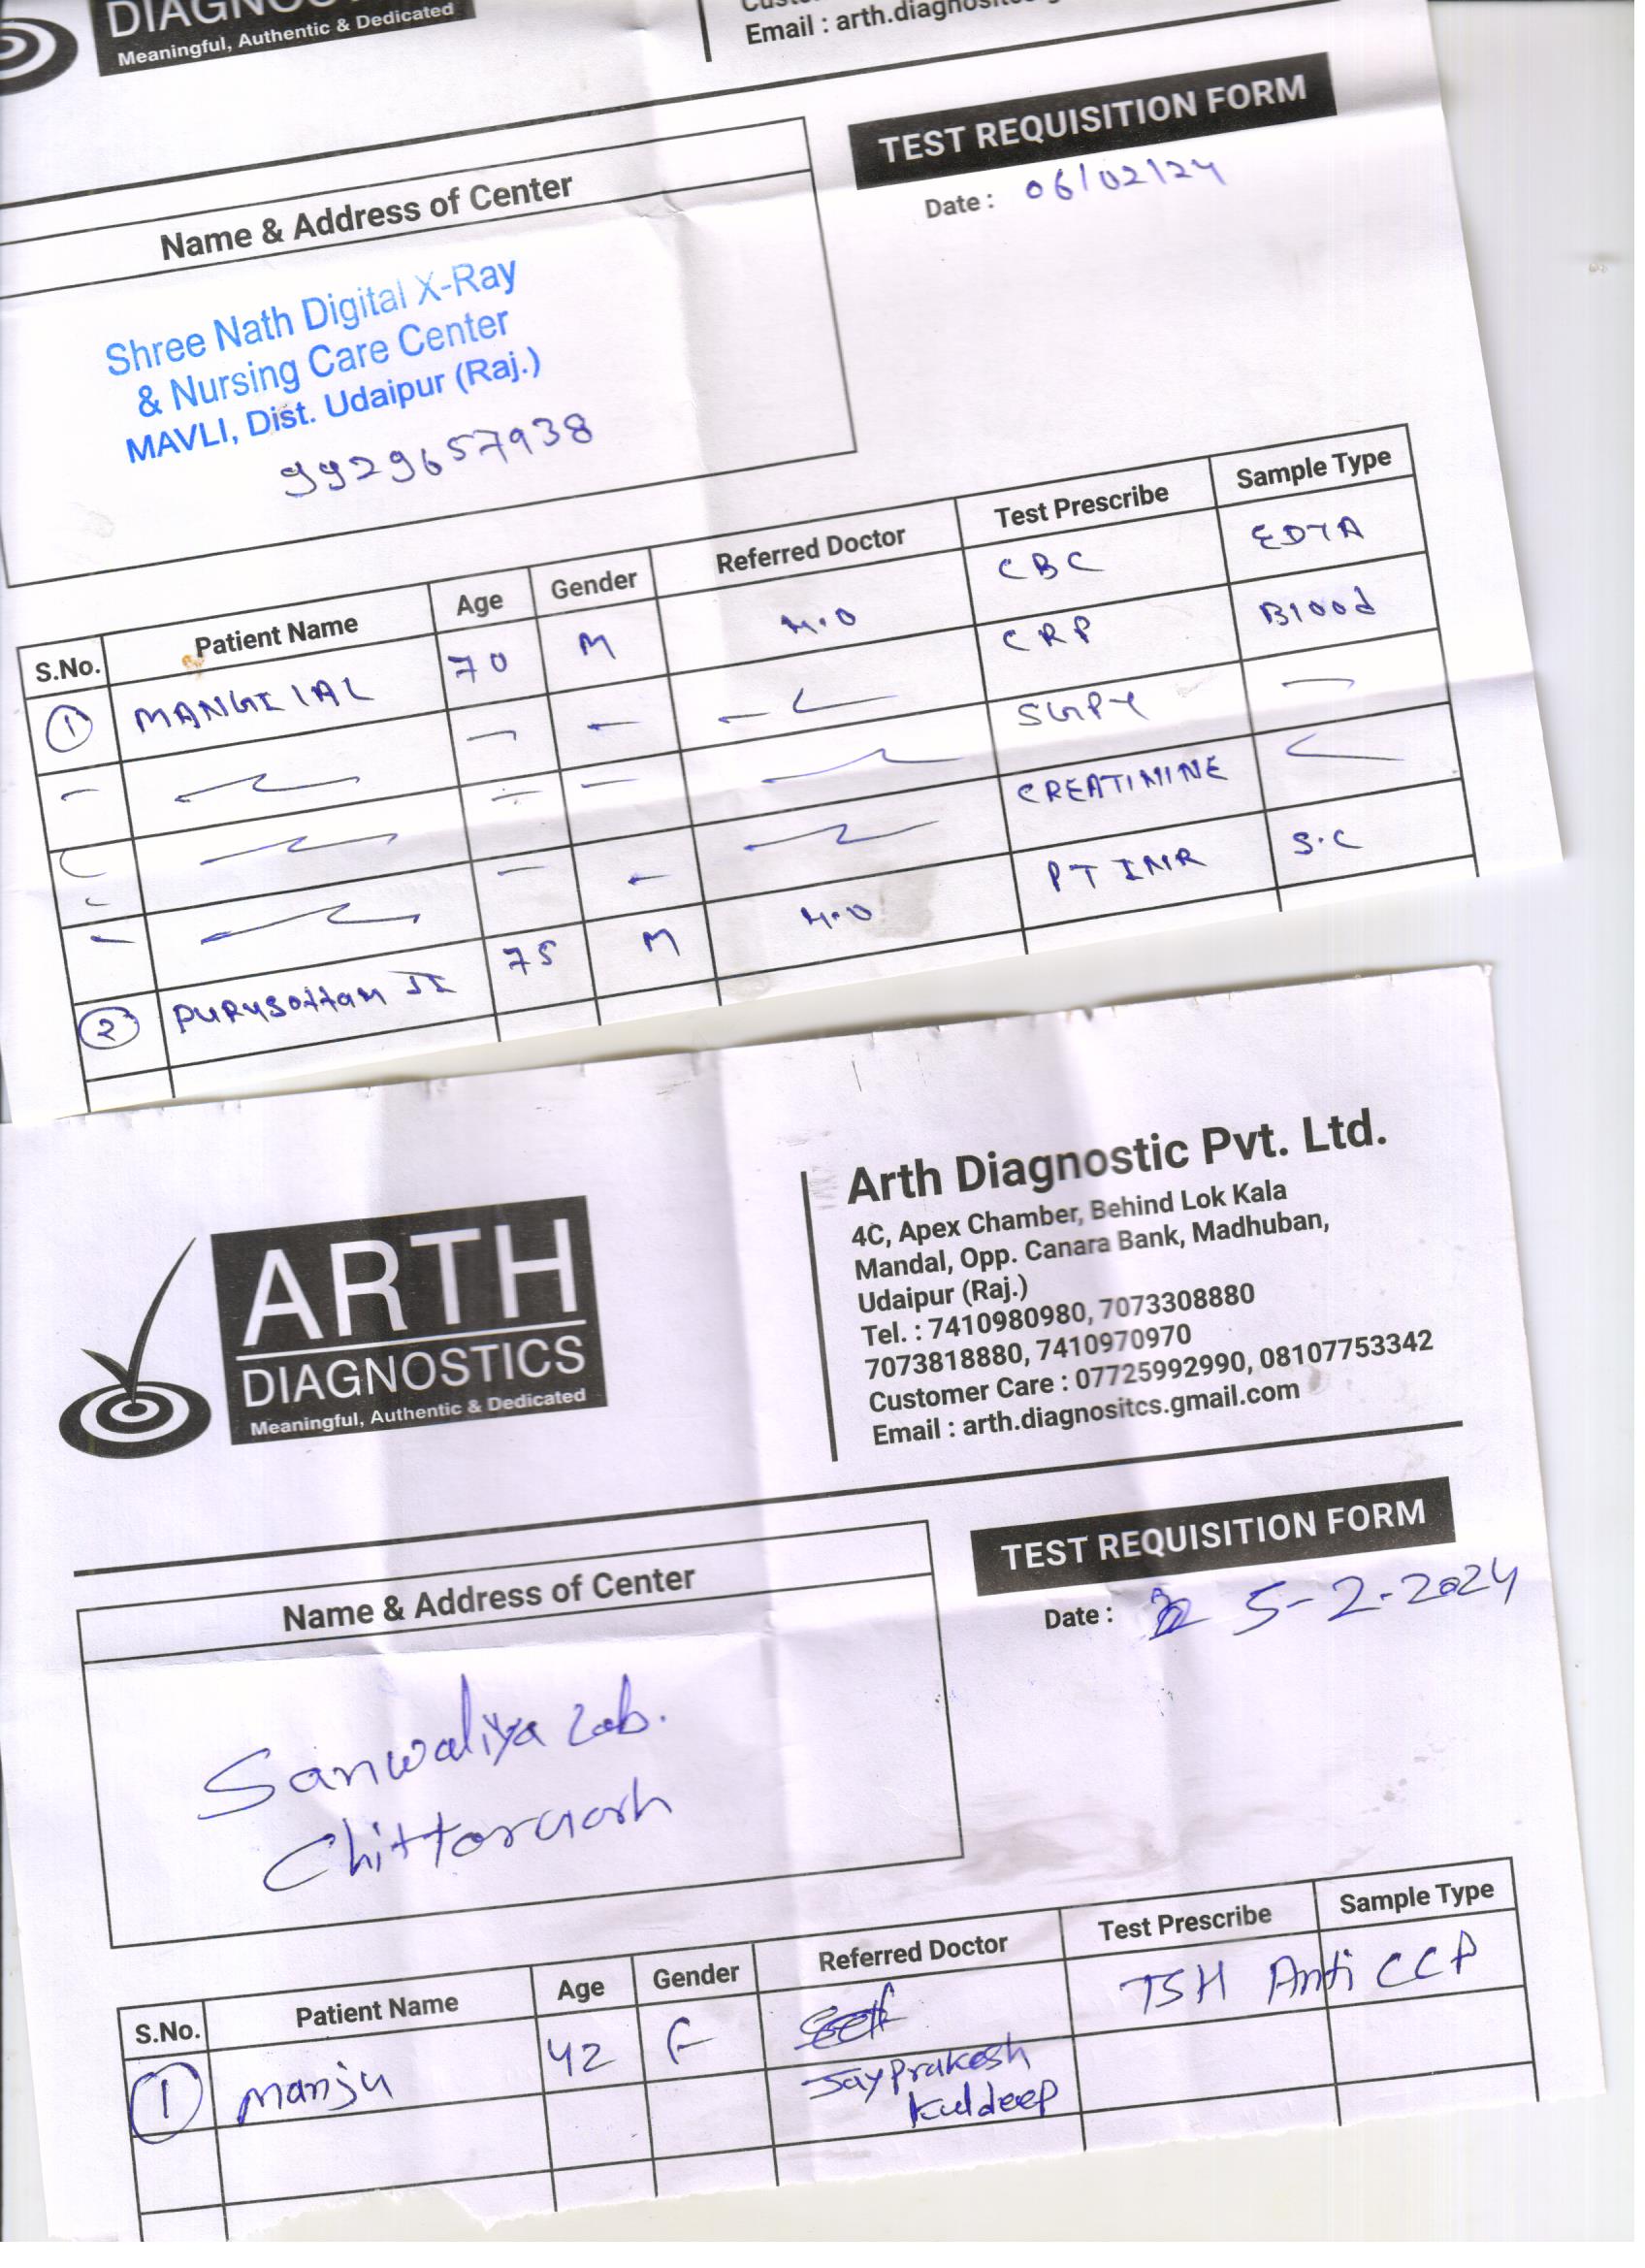 DIAGNOS
Meaningful, Authentic & Dedicated
Email : arth.diagnos
TEST REQUISITION FORM
Date : 06/02/24
Name & Address of Center
Shree Nath Digital X-Ray
& Nursing Care Center
MAVLI, Dist. Udaipur (Raj.)
9929657938
S.No. Patient Name Age Gender Referred Doctor Test Prescribe Sample Type
1 MANGILAL 70 M M.O CBC EDTA
CRP Blood
SGPT
CREATIMINE
2 PURUSOTTAM JI 75 M M.O PT INR S.C
ARTH
DIAGNOSTICS
Meaningful, Authentic & Dedicated
Arth Diagnostic Pvt. Ltd.
4C, Apex Chamber, Behind Lok Kala
Mandal, Opp. Canara Bank, Madhuban,
Udaipur (Raj.)
Tel. : 7410980980, 7073308880
7073818880, 7410970970
Customer Care : 07725992990, 08107753342
Email : arth.diagnositcs.gmail.com
TEST REQUISITION FORM
Date : 5-2-2024
Name & Address of Center
Sanwaliya Lab.
S.No. Patient Name Age Gender Referred Doctor Test Prescribe Sample Type
1 Manju 42 F TSH Anti CCP
Jay Prakesh
Kuldeep